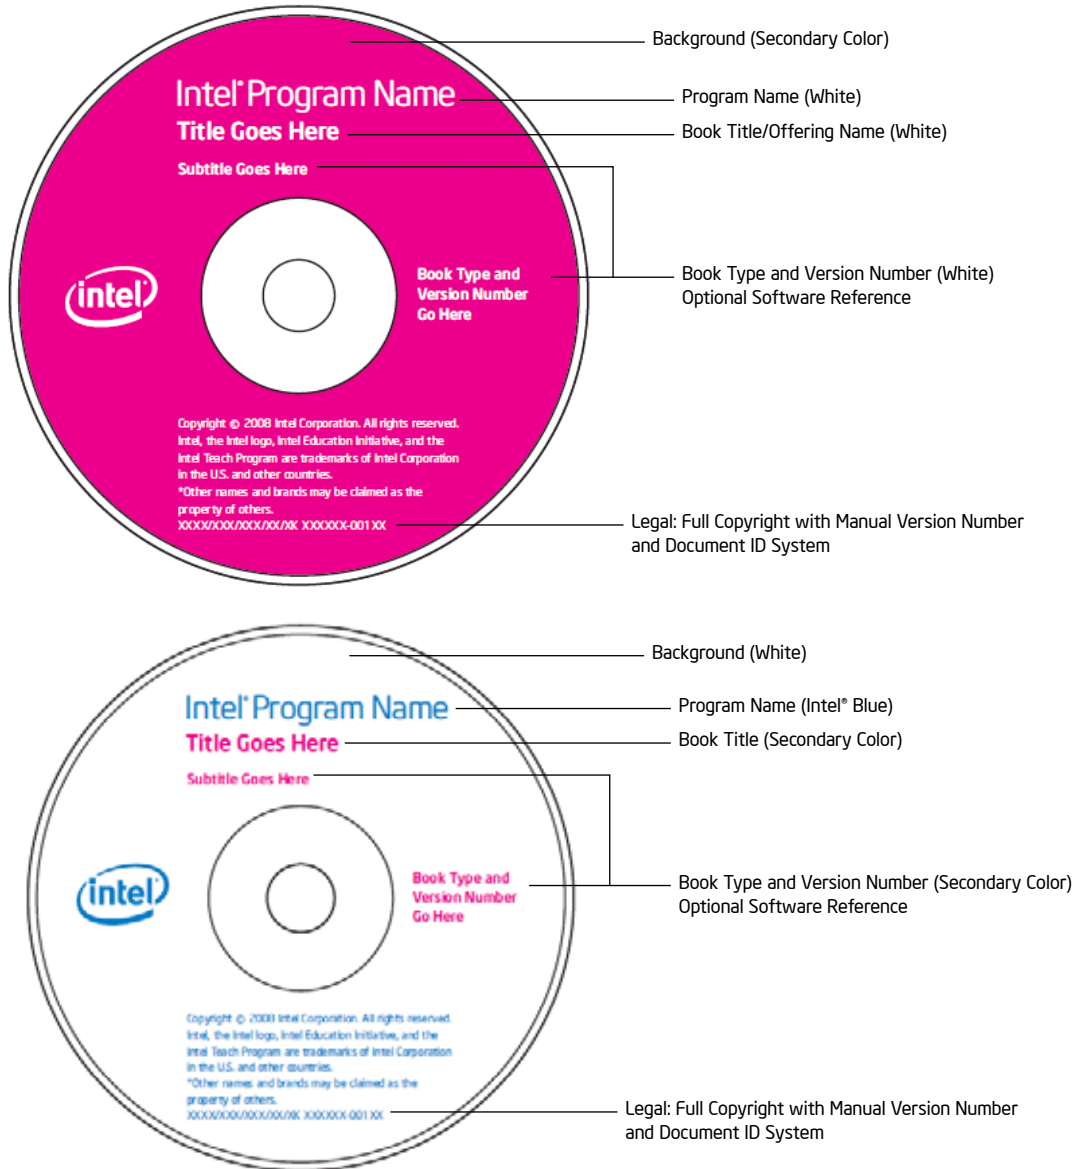 Background (Secondary Color)
Intel® Program Name
Program Name (White)
Title Goes Here
Book Title/Offering Name (White)
Subtitle Goes Here
intel
Book Type and
Version Number
Go Here
Book Type and Version Number (White)
Optional Software Reference
Copyright © 2008 Intel Corporation. All rights reserved.
Intel, the Intel logo, Intel Education Initiative, and the
Intel Teach Program are trademarks of Intel Corporation
in the U.S. and other countries.
*Other names and brands may be claimed as the
property of others.
XXXX/XXX/XXX/XX/XK XXXXXX-001XX
Legal: Full Copyright with Manual Version Number
and Document ID System
Background (White)
Intel® Program Name
Program Name (Intel® Blue)
Title Goes Here
Book Title (Secondary Color)
Subtitle Goes Here
intel
Book Type and
Version Number
Go Here
Book Type and Version Number (Secondary Color)
Optional Software Reference
Copyright © 2008 Intel Corporation. All rights reserved.
Intel, the Intel logo, Intel Education Initiative, and the
Intel Teach Program are trademarks of Intel Corporation
in the U.S. and other countries.
*Other names and brands may be claimed as the
property of others.
XXXX/XXX/XXX/XX/XK XXXXXX-001XX
Legal: Full Copyright with Manual Version Number
and Document ID System